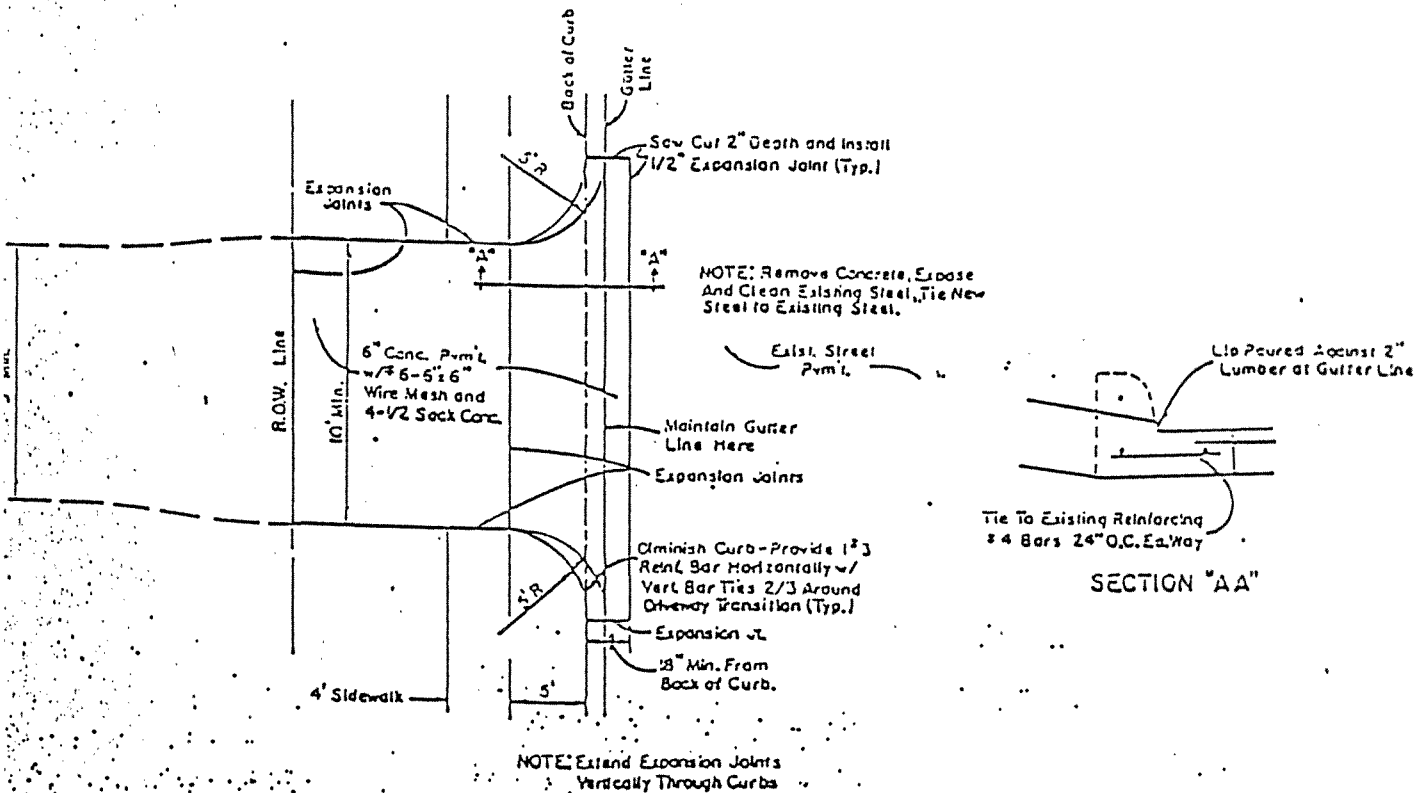 Back of Curb
Gutter
Line
Saw Cut 2" Depth and Install
1/2" Expansion Joint (Typ.)
5' R
Expansion
Joints
"A"
"A"
NOTE: Remove Concrete, Expose
And Clean Existing Steel, Tie New
Steel to Existing Steel.
R.O.W. Line
10' Min.
6" Conc. Pvm't.
w/# 6-6"x 6"
Wire Mesh and
4-1/2 Sack Conc.
Exist. Street
Pvm't.
Lip Poured Against 2"
Lumber at Gutter Line
Maintain Gutter
Line Here
Expansion Joints
Tie To Existing Reinforcing
#4 Bars 24" O.C. Ea. Way
SECTION "AA"
Diminish Curb-Provide 1#3
Reinf. Bar Horizontally w/
Vert. Bar Ties 2/3 Around
Driveway Transition (Typ.)
5' R
Expansion Jt.
18" Min. From
Back of Curb.
4' Sidewalk
5'
NOTE: Extend Expansion Joints
Vertically Through Curbs